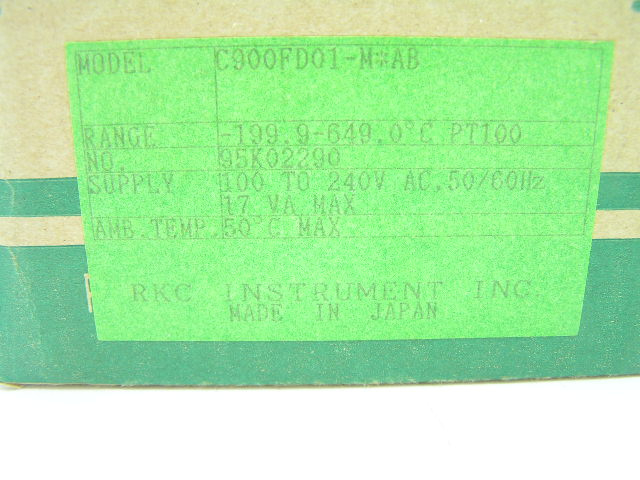 MODEL C900FD01-M*AB
RANGE -199.9-649.0°C PT100
NO. 95K02290
SUPPLY 100 TO 240V AC,50/60Hz
17 VA MAX
AMB.TEMP. 50°C MAX
RKC INSTRUMENT INC.
MADE IN JAPAN